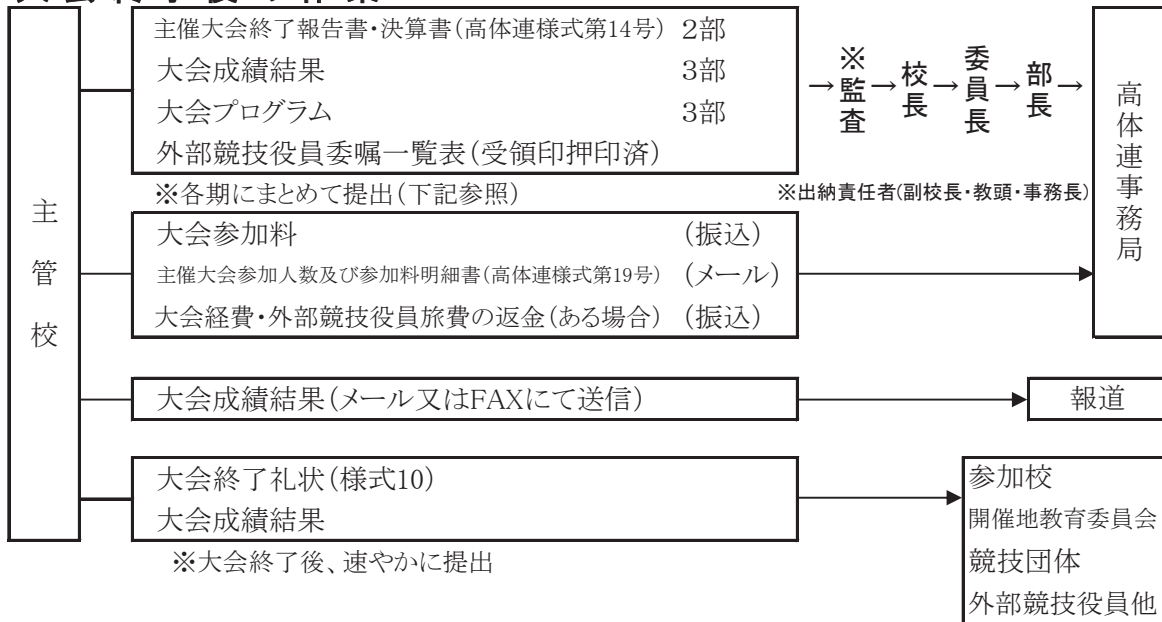 主管校
主催大会終了報告書・決算書(高体連様式第14号) 2部
大会成績結果 3部
大会プログラム 3部
外部競技役員委嘱一覧表(受領印押印済)
→※監査→校長→委員長→部長→
高体連事務局
※各期にまとめて提出(下記参照)
※出納責任者(副校長・教頭・事務長)
大会参加料 (振込)
主催大会参加人数及び参加料明細書(高体連様式第19号) (メール)
大会経費・外部競技役員旅費の返金(ある場合) (振込)
大会成績結果(メール又はFAXにて送信)
報道
大会終了礼状(様式10)
大会成績結果
※大会終了後、速やかに提出
参加校
開催地教育委員会
競技団体
外部競技役員他